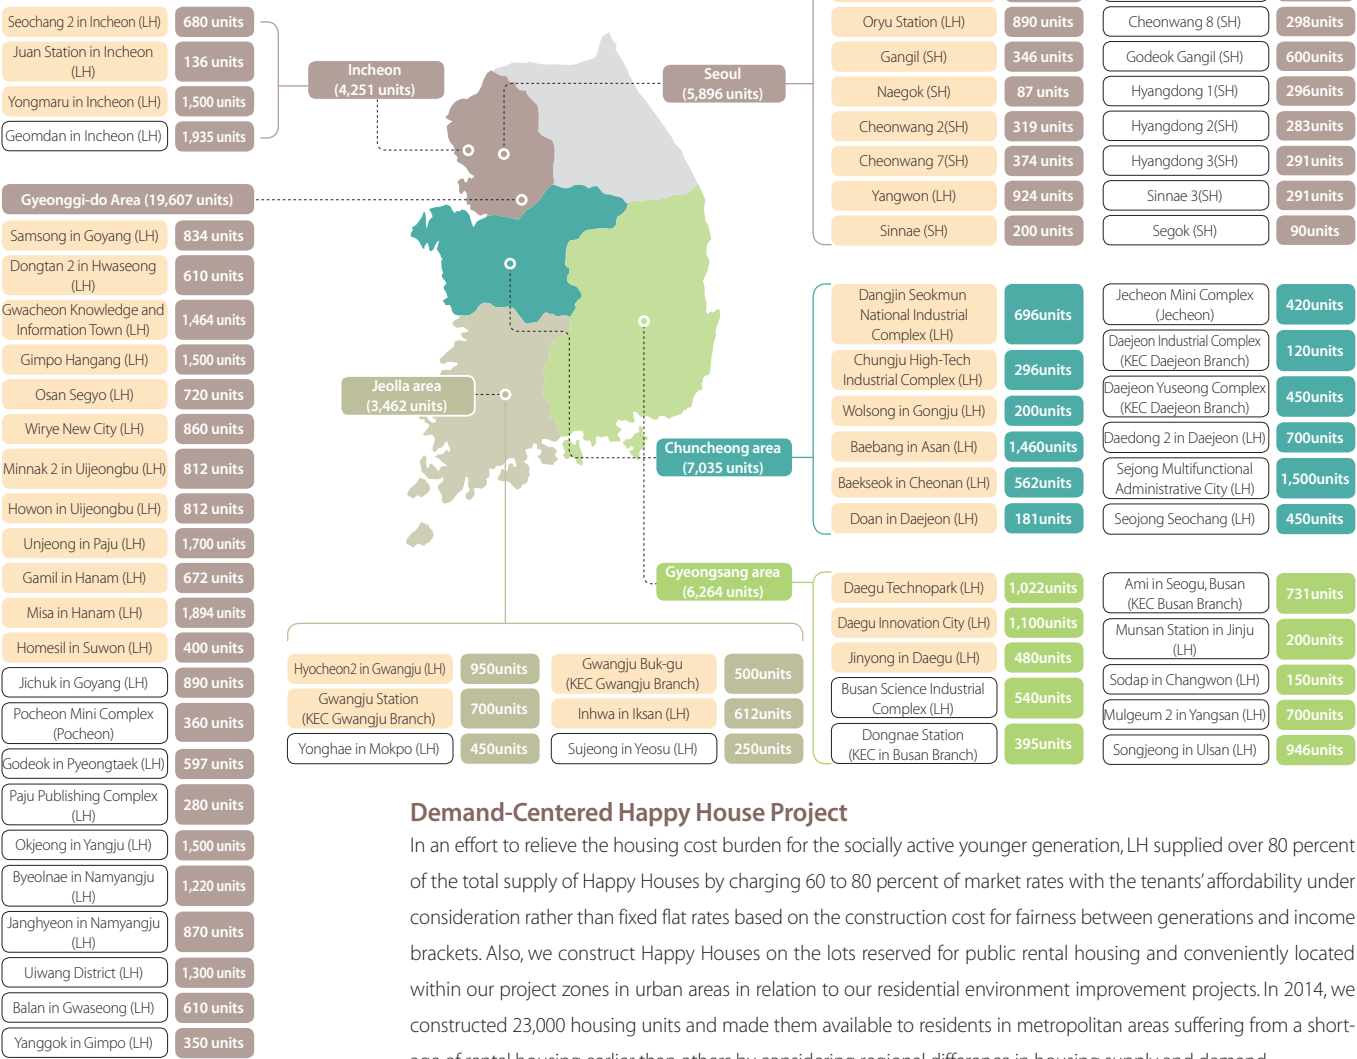 Seochang 2 in Incheon (LH)
680 units
Juan Station in Incheon
(LH)
136 units
Yongmaru in Incheon (LH)
1,500 units
Geomdan in Incheon (LH)
1,935 units
Incheon
(4,251 units)
Gyeonggi-do Area (19,607 units)
Samsong in Goyang (LH)
834 units
Dongtan 2 in Hwaseong
(LH)
610 units
Gwacheon Knowledge and
Information Town (LH)
1,464 units
Gimpo Hangang (LH)
1,500 units
Osan Segyo (LH)
720 units
Wirye New City (LH)
860 units
Minnak 2 in Uijeongbu (LH)
812 units
Howon in Uijeongbu (LH)
812 units
Unjeong in Paju (LH)
1,700 units
Gamil in Hanam (LH)
672 units
Misa in Hanam (LH)
1,894 units
Homesil in Suwon (LH)
400 units
Jichuk in Goyang (LH)
890 units
Pocheon Mini Complex
(Pocheon)
360 units
Godeok in Pyeongtaek (LH)
597 units
Paju Publishing Complex
(LH)
280 units
Okjeong in Yangju (LH)
1,500 units
Byeolnae in Namyangju
(LH)
1,220 units
Janghyeon in Namyangju
(LH)
870 units
Uiwang District (LH)
1,300 units
Balan in Gwaseong (LH)
610 units
Yanggok in Gimpo (LH)
350 units
Seoul
(5,896 units)
Oryu Station (LH)
890 units
Gangil (SH)
346 units
Naegok (SH)
87 units
Cheonwang 2(SH)
319 units
Cheonwang 7(SH)
374 units
Yangwon (LH)
924 units
Sinnae (SH)
200 units
Cheonwang 8 (SH)
298units
Godeok Gangil (SH)
600units
Hyangdong 1(SH)
296units
Hyangdong 2(SH)
283units
Hyangdong 3(SH)
291units
Sinnae 3(SH)
291units
Segok (SH)
90units
Chuncheong area
(7,035 units)
Dangjin Seokmun
National Industrial
Complex (LH)
696units
Chungju High-Tech
Industrial Complex (LH)
296units
Wolsong in Gongju (LH)
200units
Baebang in Asan (LH)
1,460units
Baekseok in Cheonan (LH)
562units
Doan in Daejeon (LH)
181units
Jecheon Mini Complex
(Jecheon)
420units
Daejeon Industrial Complex
(KEC Daejeon Branch)
120units
Daejeon Yuseong Complex
(KEC Daejeon Branch)
450units
Daedong 2 in Daejeon (LH)
700units
Sejong Multifunctional
Administrative City (LH)
1,500units
Seojong Seochang (LH)
450units
Jeolla area
(3,462 units)
Hyocheon2 in Gwangju (LH)
950units
Gwangju Station
(KEC Gwangju Branch)
700units
Yonghae in Mokpo (LH)
450units
Gwangju Buk-gu
(KEC Gwangju Branch)
500units
Inhwa in Iksan (LH)
612units
Sujeong in Yeosu (LH)
250units
Gyeongsang area
(6,264 units)
Daegu Technopark (LH)
1,022units
Daegu Innovation City (LH)
1,100units
Jinyong in Daegu (LH)
480units
Busan Science Industrial
Complex (LH)
540units
Dongnae Station
(KEC in Busan Branch)
395units
Ami in Seogu, Busan
(KEC Busan Branch)
731units
Munsan Station in Jinju
(LH)
200units
Sodap in Changwon (LH)
150units
Mulgeum 2 in Yangsan (LH)
700units
Songjeong in Ulsan (LH)
946units
Demand-Centered Happy House Project
In an effort to relieve the housing cost burden for the socially active younger generation, LH supplied over 80 percent
of the total supply of Happy Houses by charging 60 to 80 percent of market rates with the tenants' affordability under
consideration rather than fixed flat rates based on the construction cost for fairness between generations and income
brackets. Also, we construct Happy Houses on the lots reserved for public rental housing and conveniently located
within our project zones in urban areas in relation to our residential environment improvement projects. In 2014, we
constructed 23,000 housing units and made them available to residents in metropolitan areas suffering from a short-
age of rental housing earlier than others by considering regional difference in housing supply and demand.